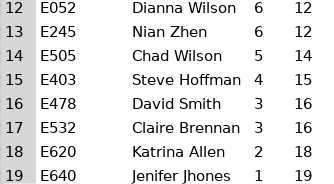 12 E052 Dianna Wilson 6 12
13 E245 Nian Zhen 6 12
14 E505 Chad Wilson 5 14
15 E403 Steve Hoffman 4 15
16 E478 David Smith 3 16
17 E532 Claire Brennan 3 16
18 E620 Katrina Allen 2 18
19 E640 Jenifer Jhones 1 19